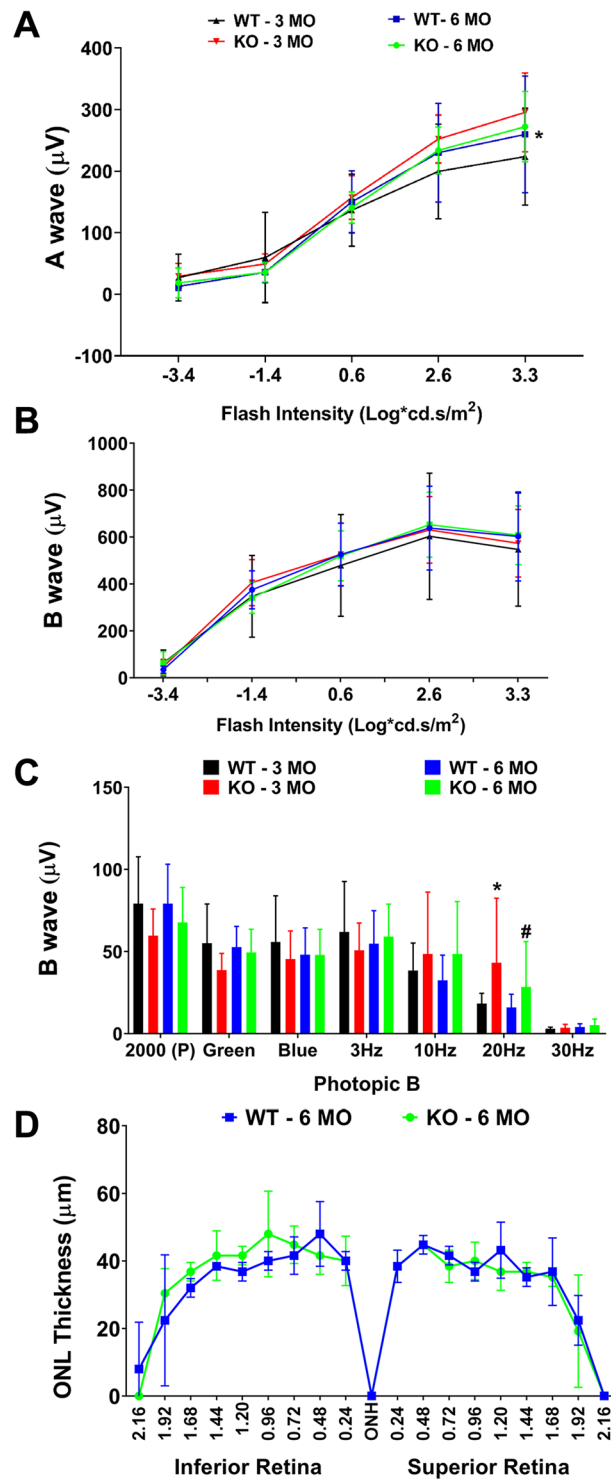 A
WT - 3 MO
WT- 6 MO
KO - 3 MO
KO - 6 MO
400
300
200
100
0
-100
A wave (μV)
*
-3.4 -1.4 0.6 2.6 3.3
Flash Intensity (Log*cd.s/m²)
B
1000
800
600
400
200
0
B wave (μV)
-3.4 -1.4 0.6 2.6 3.3
Flash Intensity (Log*cd.s/m²)
C
WT - 3 MO
WT - 6 MO
KO - 3 MO
KO - 6 MO
150
100
50
0
B wave (μV)
*
#
2000 (P) Green Blue 3Hz 10Hz 20Hz 30Hz
Photopic B
D
WT - 6 MO
KO - 6 MO
80
60
40
20
0
ONL Thickness (μm)
2.16 1.92 1.68 1.44 1.20 0.96 0.72 0.48 0.24 ONH 0.24 0.48 0.72 0.96 1.20 1.44 1.68 1.92 2.16
Inferior Retina Superior Retina